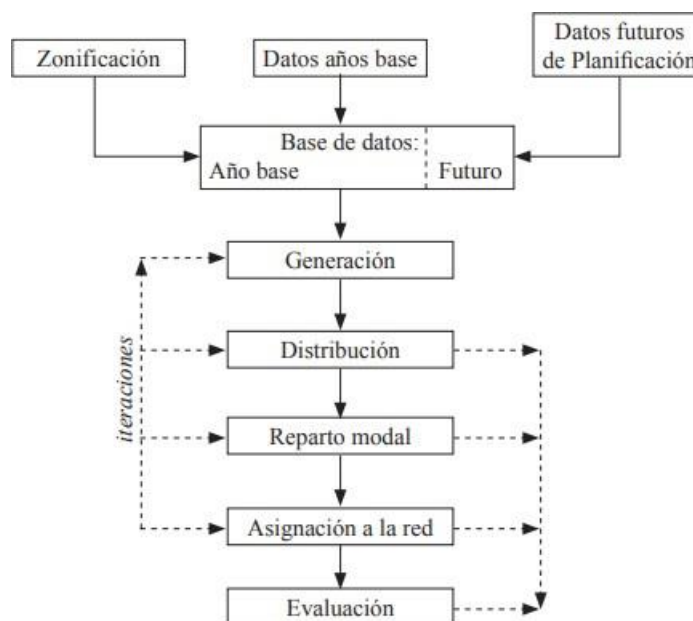 Zonificación
Datos años base
Datos futuros
de Planificación
Base de datos:
Año base
Futuro
Generación
Distribución
iteraciones
Reparto modal
Asignación a la red
Evaluación